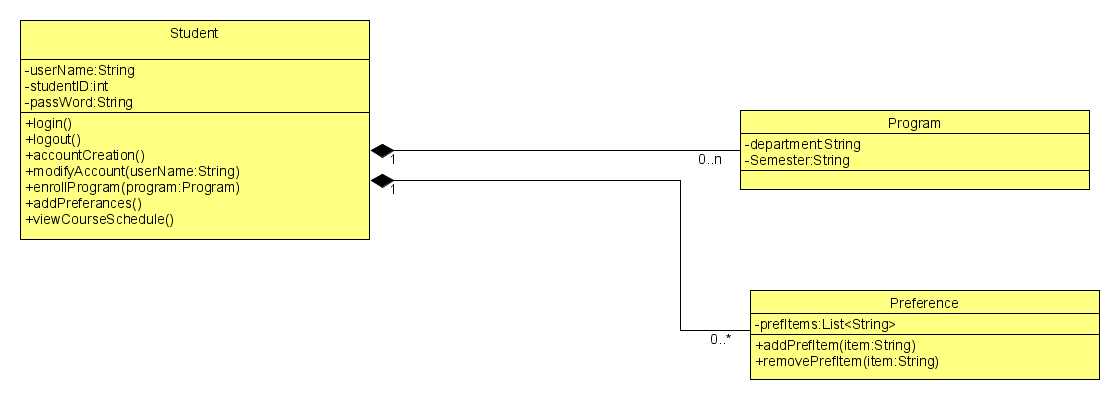 Student
-userName:String
-studentID:int
-passWord:String
+login()
+logout()
+accountCreation()
+modifyAccount(userName:String)
+enrollProgram(program:Program)
+addPreferances()
+viewCourseSchedule()
1
0..n
1
0..*
Program
-department:String
-Semester:String
Preference
-prefItems:List<String>
+addPrefItem(item:String)
+removePrefItem(item:String)